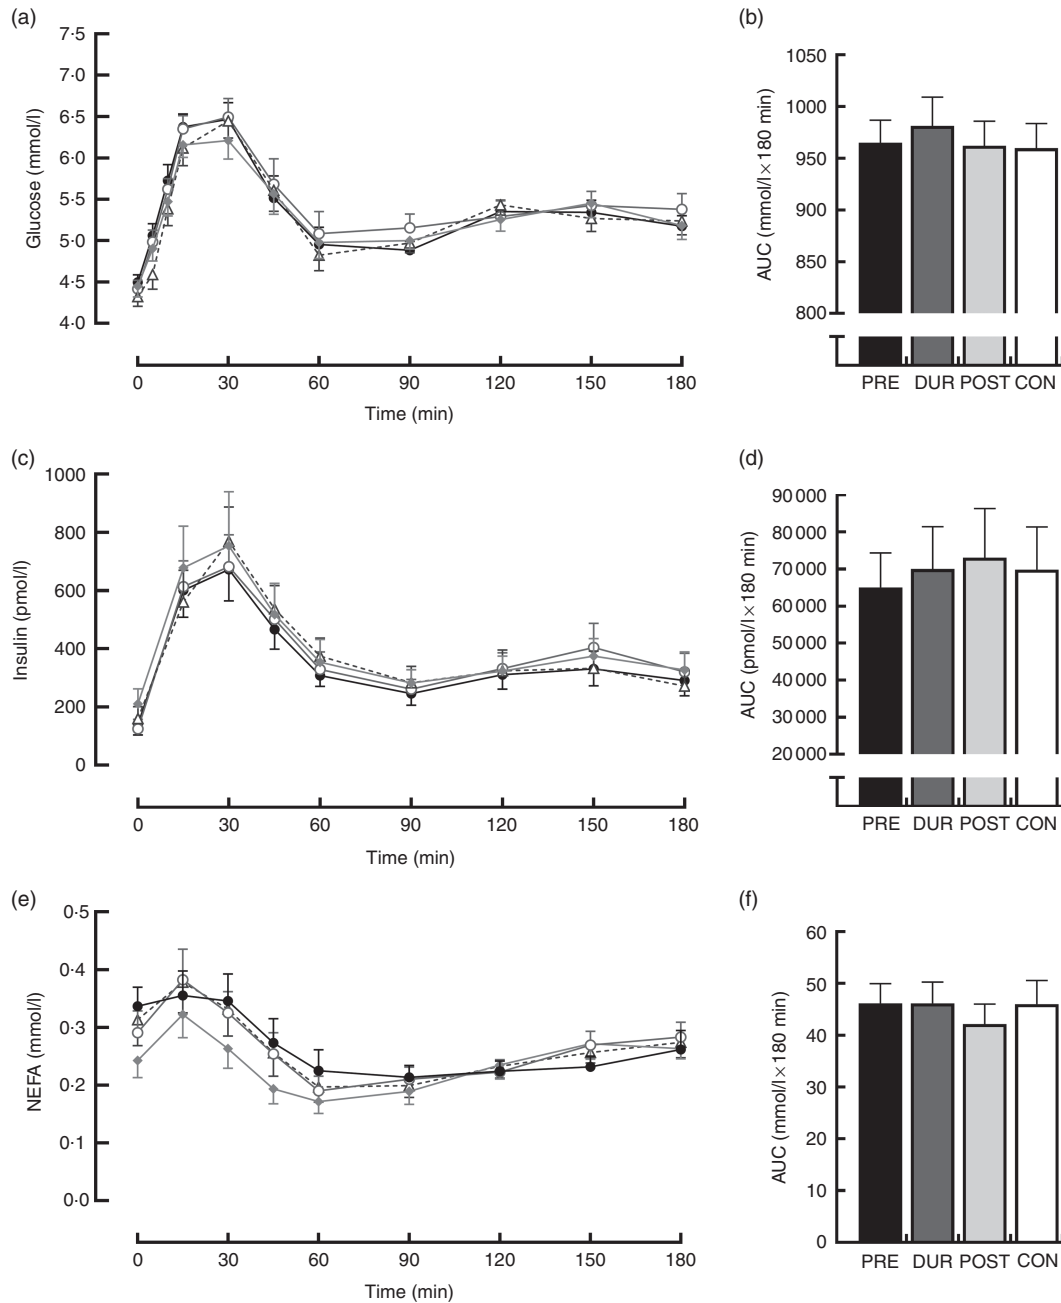 (a)
7·5
7·0
6·5
6·0
5·5
5·0
4·5
4·0
Glucose (mmol/l)
0 30 60 90 120 150 180
Time (min)
(b)
1050
1000
950
900
850
800
AUC (mmol/l×180 min)
PRE DUR POST CON
(c)
1000
800
600
400
200
0
Insulin (pmol/l)
0 30 60 90 120 150 180
Time (min)
(d)
90 000
80 000
70 000
60 000
50 000
40 000
30 000
20 000
AUC (pmol/l×180 min)
PRE DUR POST CON
(e)
0·5
0·4
0·3
0·2
0·1
0·0
NEFA (mmol/l)
0 30 60 90 120 150 180
Time (min)
(f)
60
50
40
30
20
10
0
AUC (mmol/l×180 min)
PRE DUR POST CON